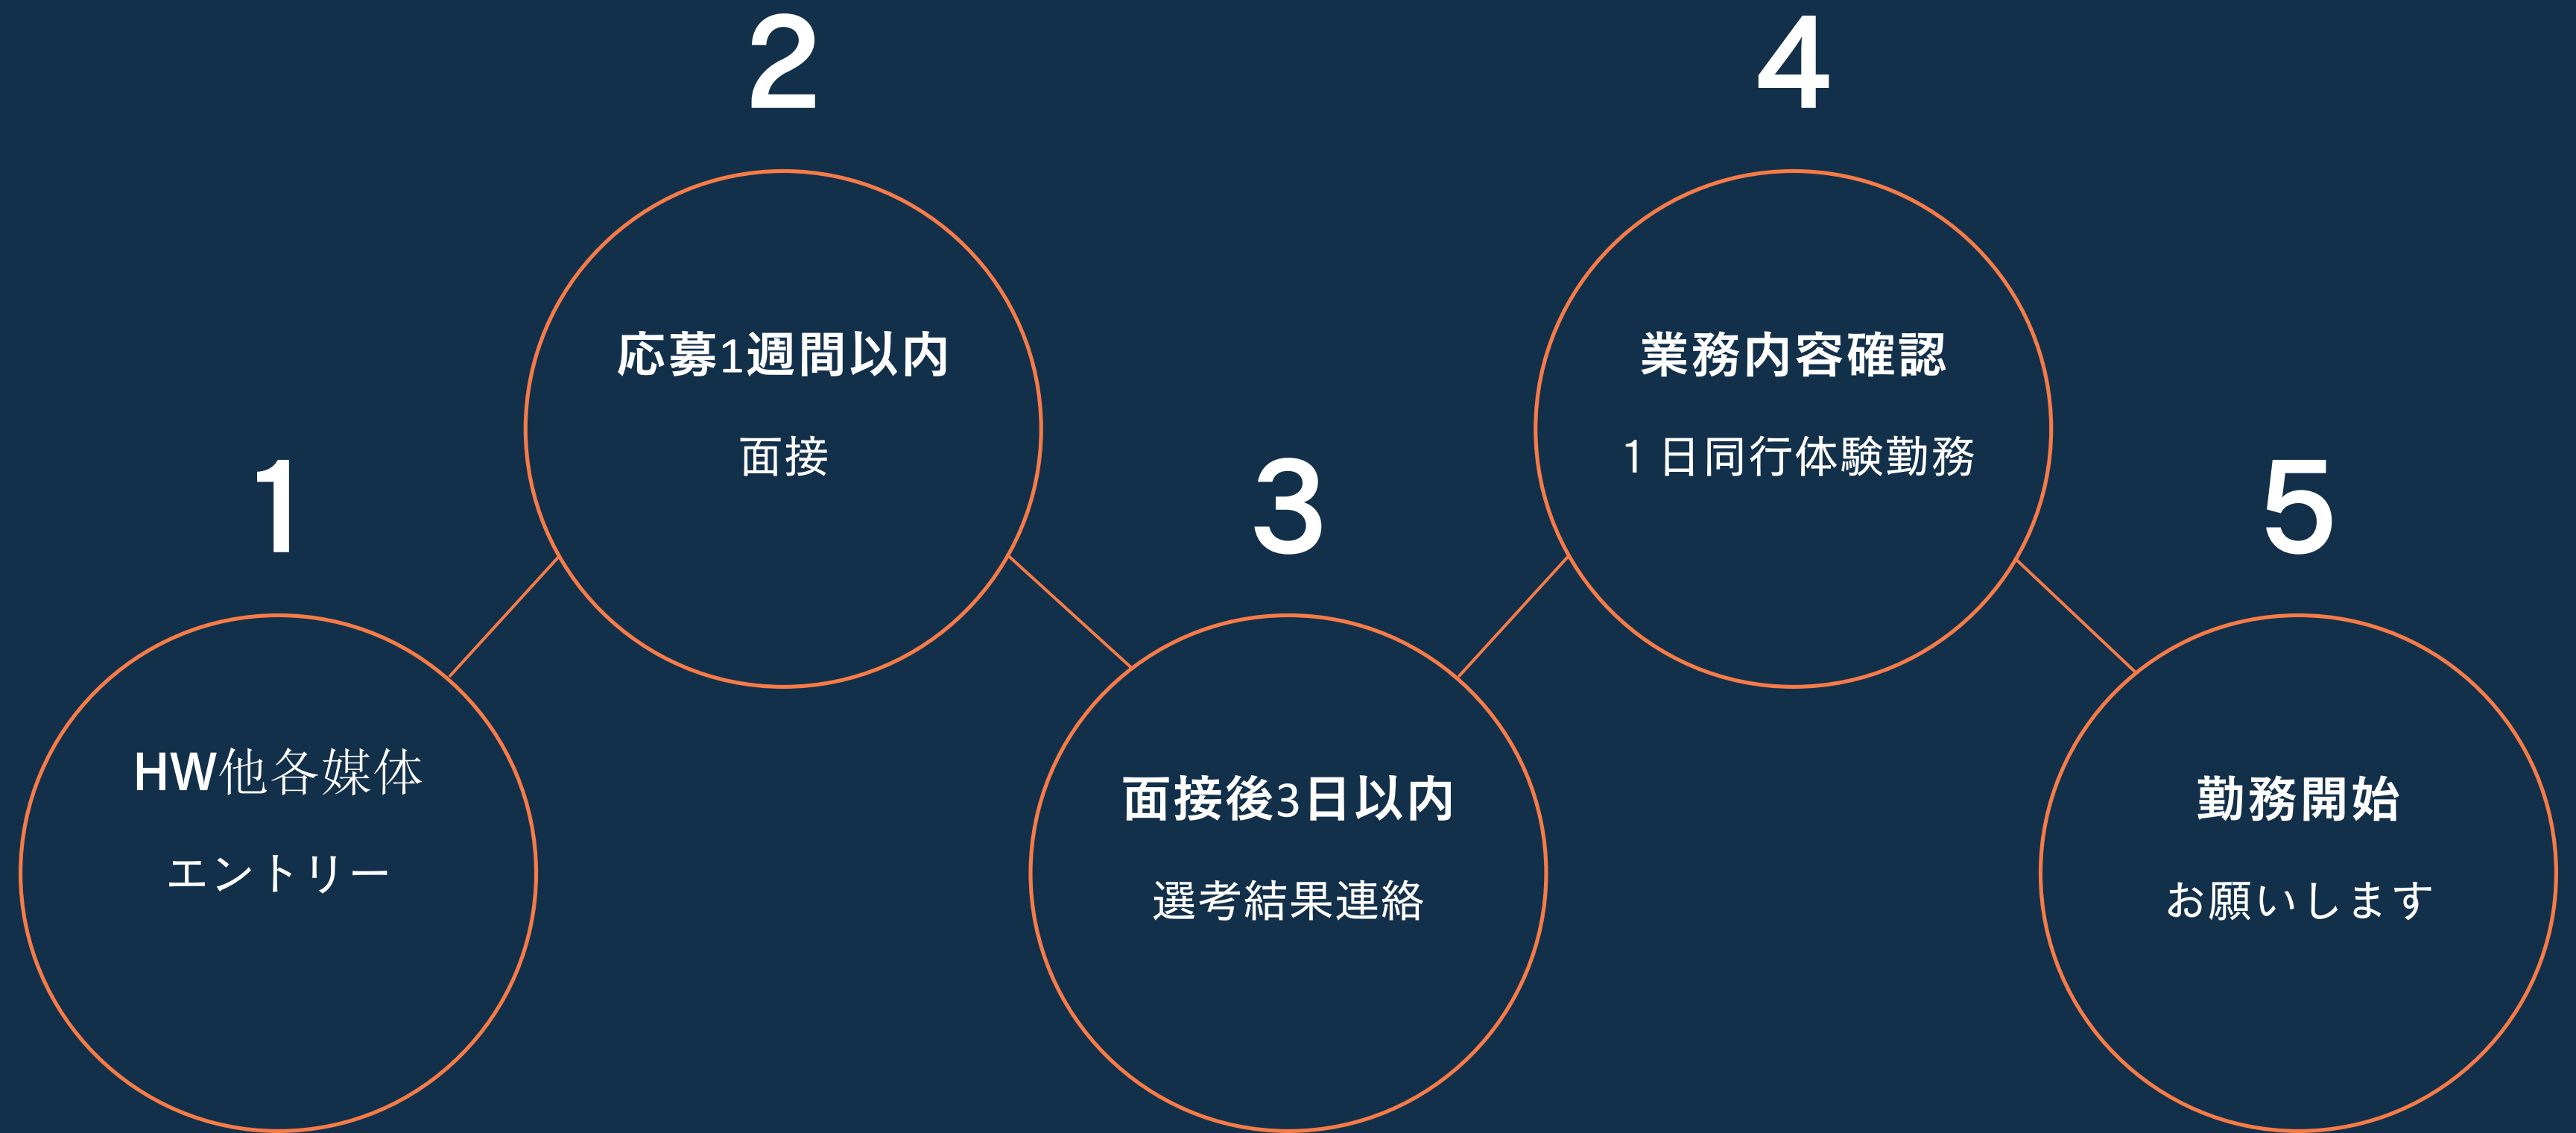 1
HW他各媒体
エントリー
2
応募1週間以内
面接
3
面接後3日以内
選考結果連絡
4
業務内容確認
1 日同行体験勤務
5
勤務開始
お願いします